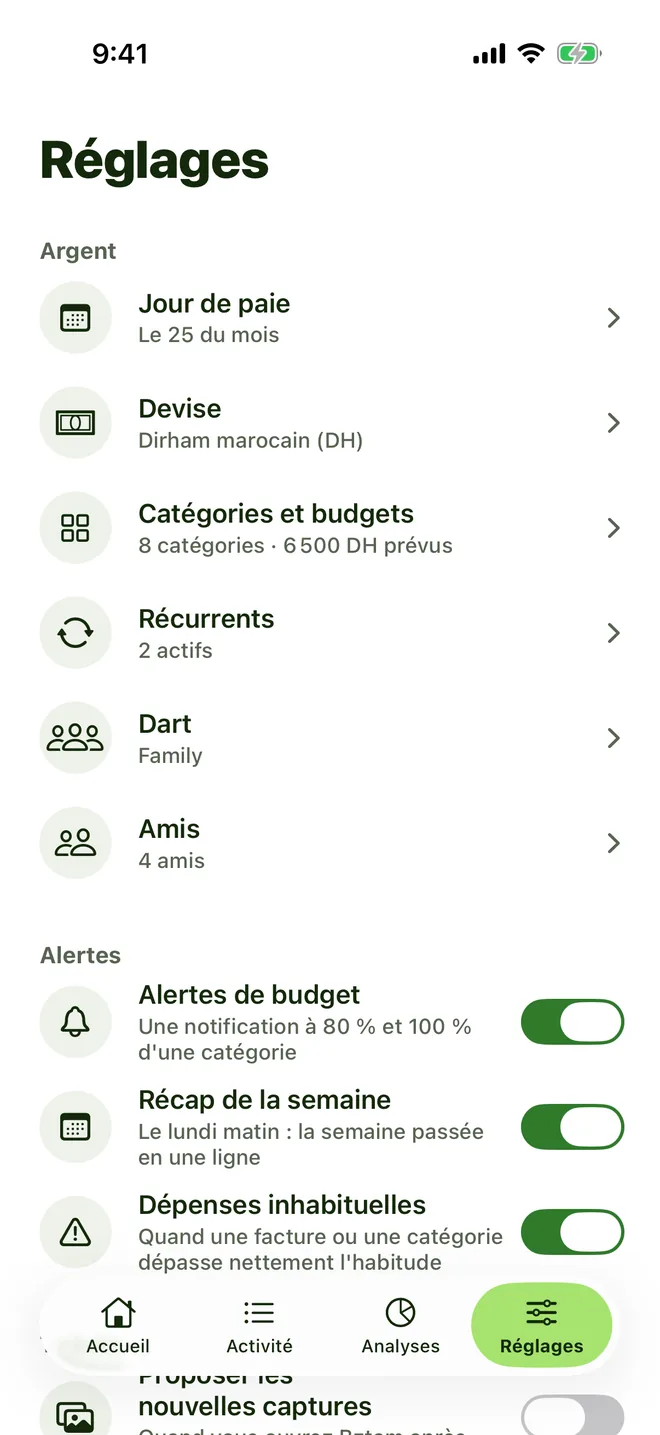 9:41
Réglages
Argent
Jour de paie
Le 25 du mois
Devise
Dirham marocain (DH)
Catégories et budgets
8 catégories · 6 500 DH prévus
Récurrents
2 actifs
Dart
Family
Amis
4 amis
Alertes
Alertes de budget
Une notification à 80 % et 100 %
d'une catégorie
Récap de la semaine
Le lundi matin : la semaine passée
en une ligne
Dépenses inhabituelles
Quand une facture ou une catégorie
dépasse nettement l'habitude
Accueil
Activité
Analyses
Réglages
Proposer les
nouvelles captures